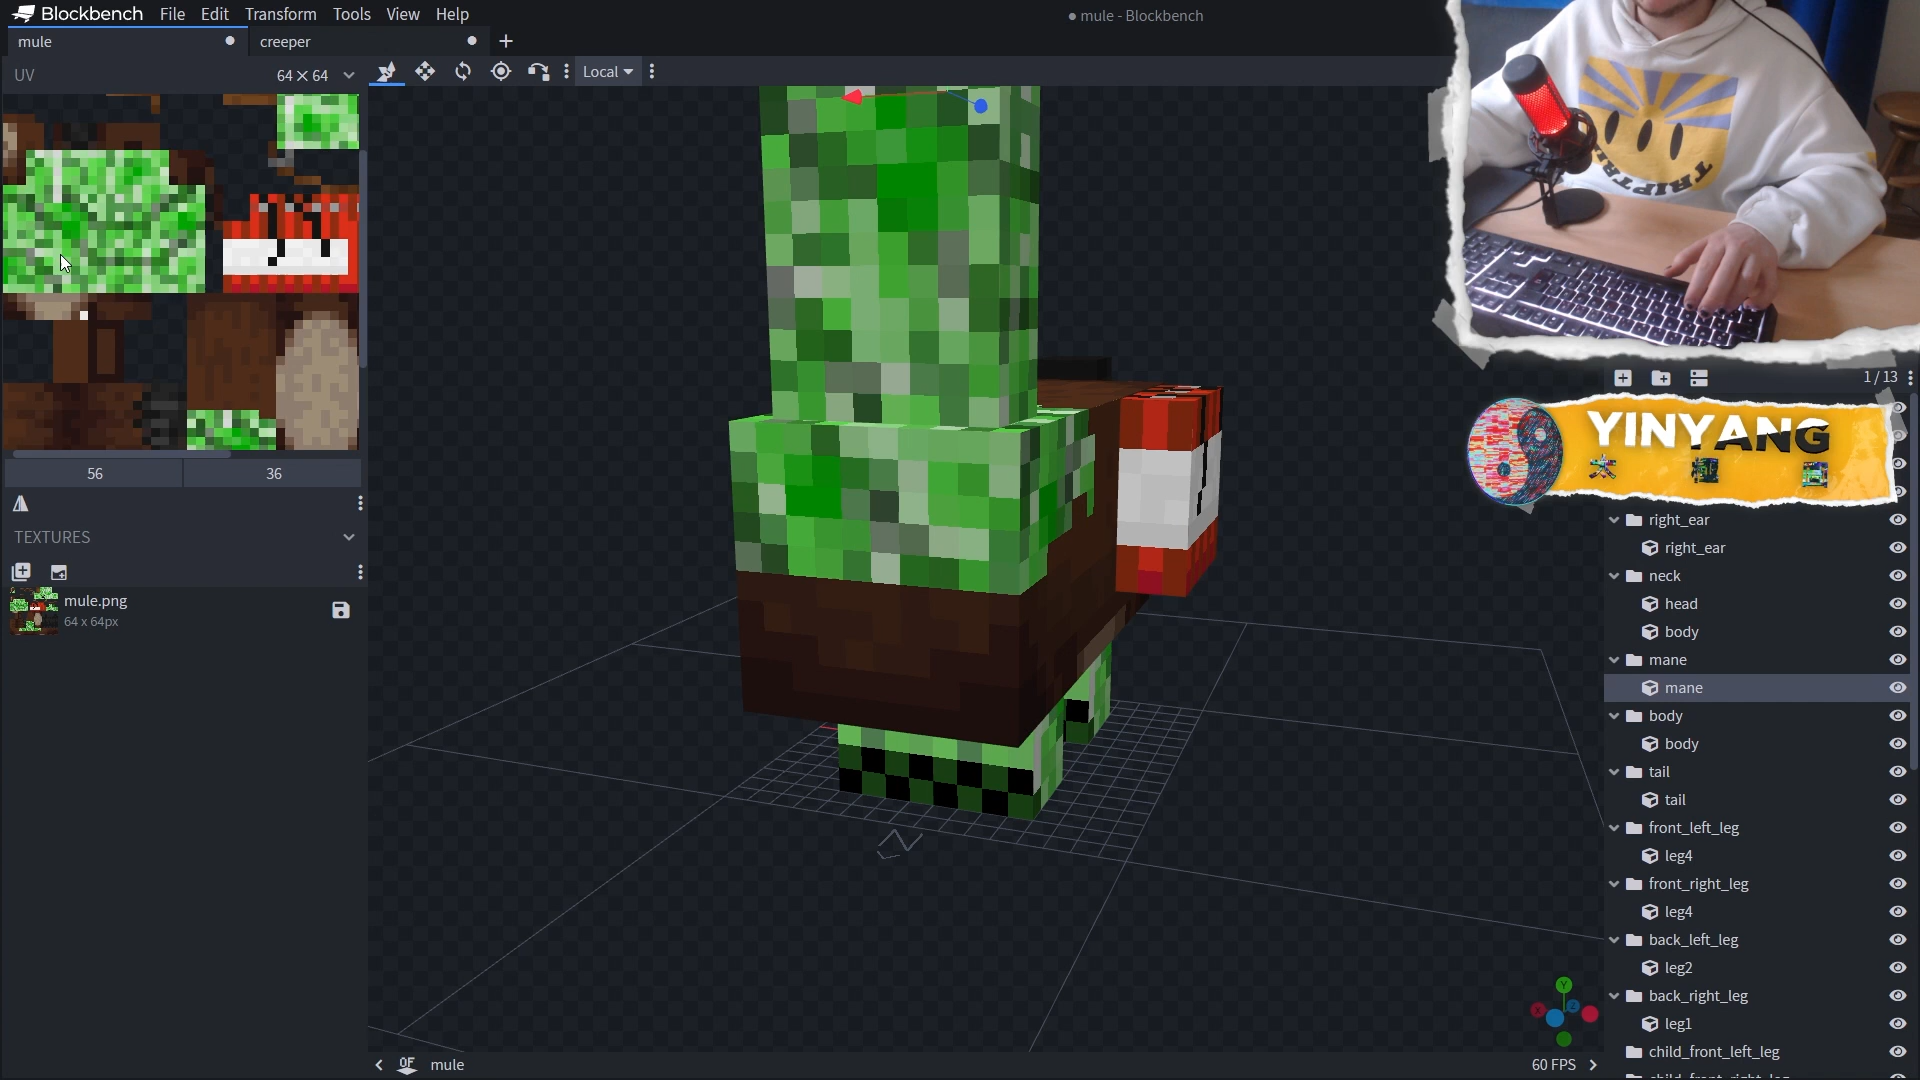 Blockbench File Edit Transform Tools View Help
● mule - Blockbench
mule
creeper
UV
64 × 64
Local
56
36
TEXTURES
mule.png
64 x 64px
TRIPTA
1 / 13
YINYANG
right_ear
right_ear
neck
head
body
mane
mane
body
body
tail
tail
front_left_leg
leg4
front_right_leg
leg4
back_left_leg
leg2
back_right_leg
leg1
child_front_left_leg
child_front_right_leg
X
Y
Z
mule
60 FPS